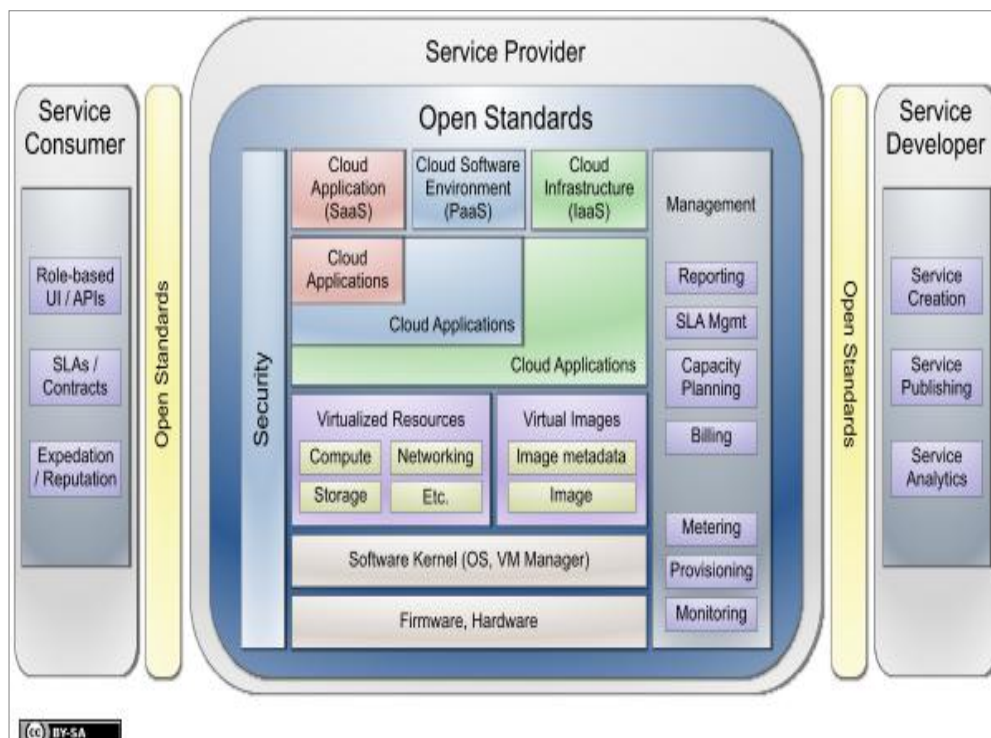 Service Provider
Service
Consumer
Role-based
UI / APIs
SLAs /
Contracts
Expedation
/ Reputation
Open Standards
Open Standards
Security
Cloud
Application
(SaaS)
Cloud Software
Environment
(PaaS)
Cloud
Infrastructure
(IaaS)
Cloud
Applications
Cloud Applications
Cloud Applications
Virtualized Resources
Compute
Networking
Storage
Etc.
Virtual Images
Image metadata
Image
Software Kernel (OS, VM Manager)
Firmware, Hardware
Management
Reporting
SLA Mgmt
Capacity
Planning
Billing
Metering
Provisioning
Monitoring
Open Standards
Service
Developer
Service
Creation
Service
Publishing
Service
Analytics
(cc) BY-SA